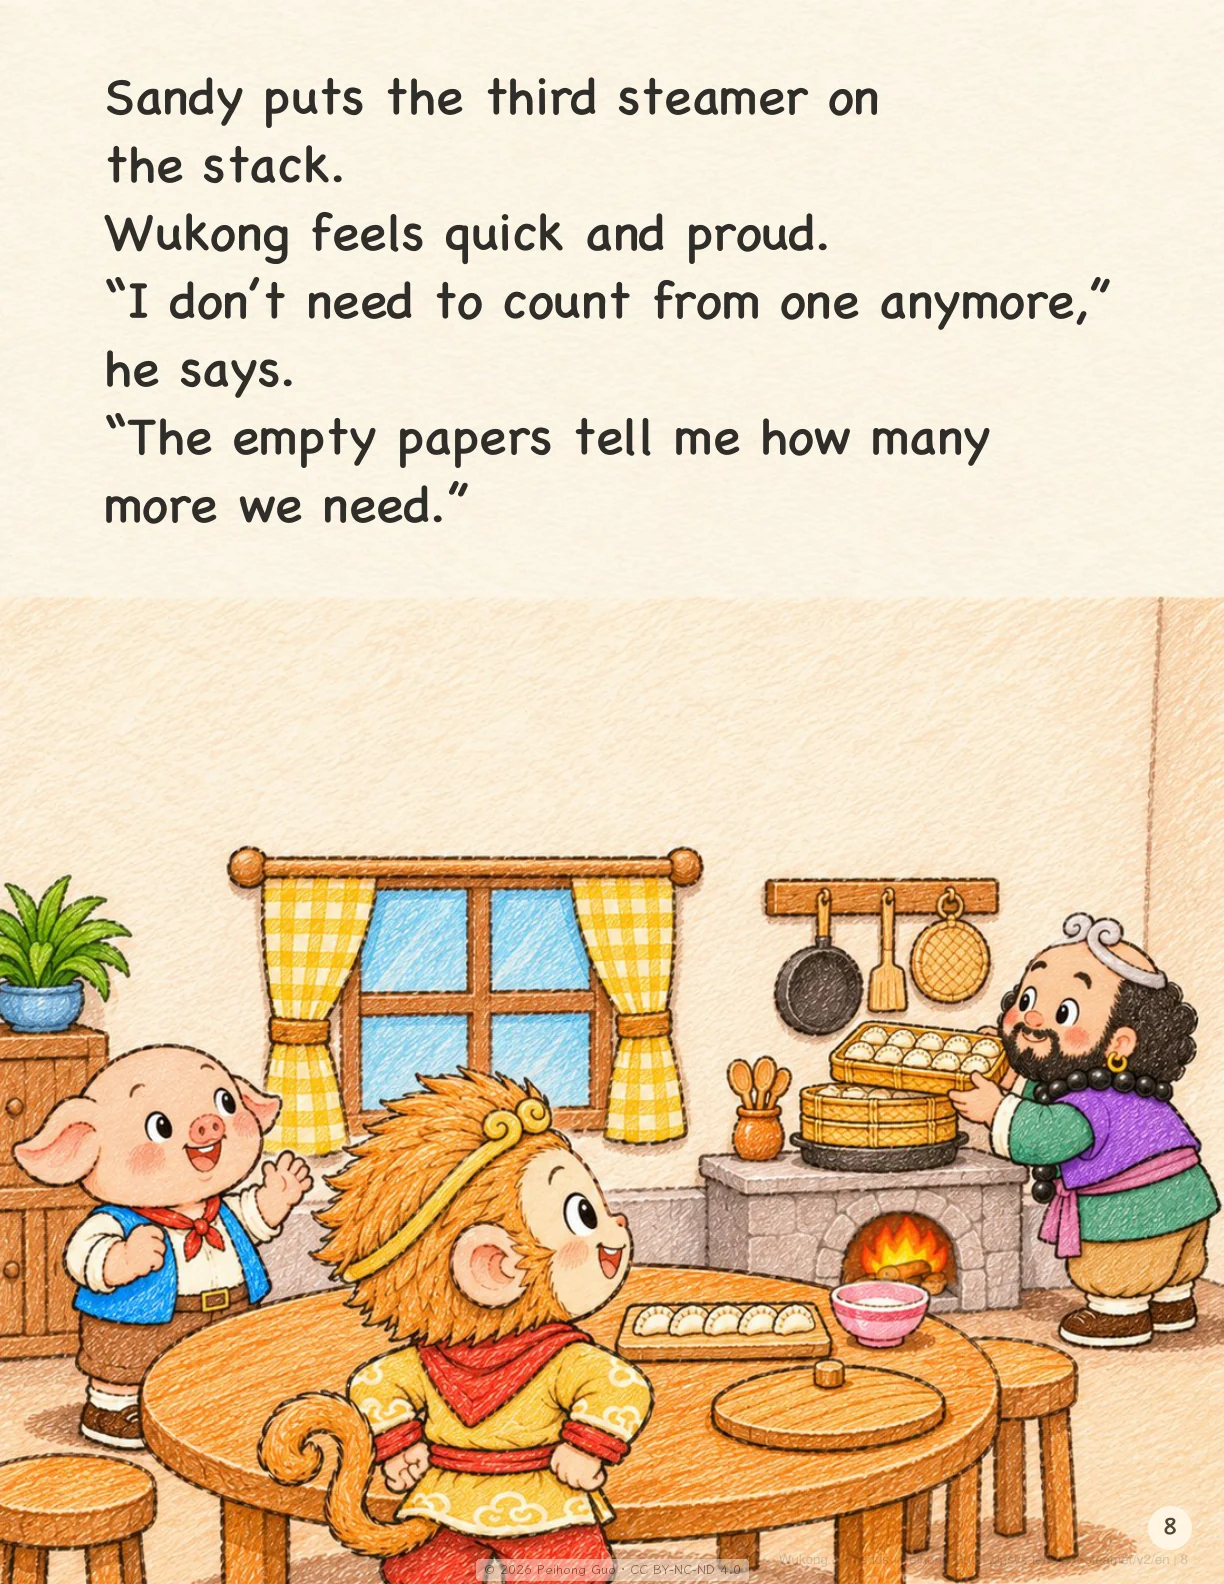 Sandy puts the third steamer on
the stack.
Wukong feels quick and proud.
“I don’t need to count from one anymore,”
he says.
“The empty papers tell me how many
more we need.”
8
© 2026 Peihong Guo · CC BY-NC-ND 4.0